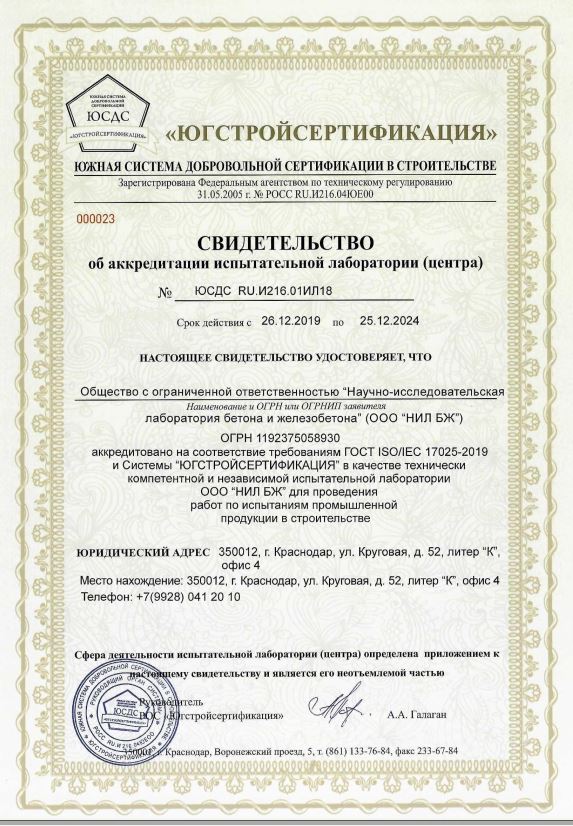 ЮЖНАЯ СИСТЕМА
ДОБРОВОЛЬНОЙ
СЕРТИФИКАЦИИ
ЮСДС
«ЮГСТРОЙСЕРТИФИКАЦИЯ»
«ЮГСТРОЙСЕРТИФИКАЦИЯ»
ЮЖНАЯ СИСТЕМА ДОБРОВОЛЬНОЙ СЕРТИФИКАЦИИ В СТРОИТЕЛЬСТВЕ
Зарегистрирована Федеральным агентством по техническому регулированию
31.05.2005 г. № РОСС RU.И216.04ЮЕ00
000023
СВИДЕТЕЛЬСТВО
об аккредитации испытательной лаборатории (центра)
№ ЮСДС RU.И216.01ИЛ18
Срок действия с 26.12.2019 по 25.12.2024
НАСТОЯЩЕЕ СВИДЕТЕЛЬСТВО УДОСТОВЕРЯЕТ, ЧТО
Общество с ограниченной ответственностью "Научно-исследовательская
Наименование и ОГРН или ОГРНИП заявителя
лаборатория бетона и железобетона" (ООО "НИЛ БЖ")
ОГРН 1192375058930
аккредитовано на соответствие требованиям ГОСТ ISO/IEC 17025-2019
и Системы "ЮГСТРОЙСЕРТИФИКАЦИЯ" в качестве технически
компетентной и независимой испытательной лаборатории
ООО "НИЛ БЖ" для проведения
работ по испытаниям промышленной
продукции в строительстве
ЮРИДИЧЕСКИЙ АДРЕС 350012, г. Краснодар, ул. Круговая, д. 52, литер "К",
офис 4
Место нахождение: 350012, г. Краснодар, ул. Круговая, д. 52, литер "К", офис 4
Телефон: +7(9928) 041 20 10
Сфера деятельности испытательной лаборатории (центра) определена приложением к
настоящему свидетельству и является его неотъемлемой частью
Руководитель
РОС «Югстройсертификация»
А.А. Галаган
350001, г Краснодар, Воронежский проезд, 5, т. (861) 133-76-84, факс 233-67-84